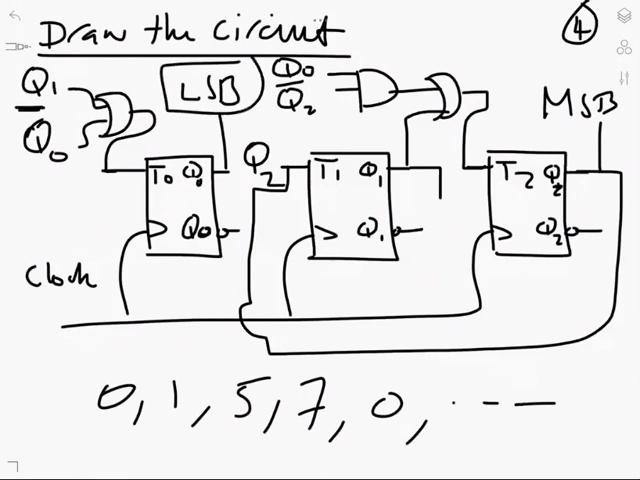 Draw the circuit
4
Q1
Q0
LSB
Q0
Q2
MSB
T0 Q0
Q0
Q2
T1 Q1
Q1
T2 Q2
Q2
Clock
0, 1, 5, 7, 0, ...